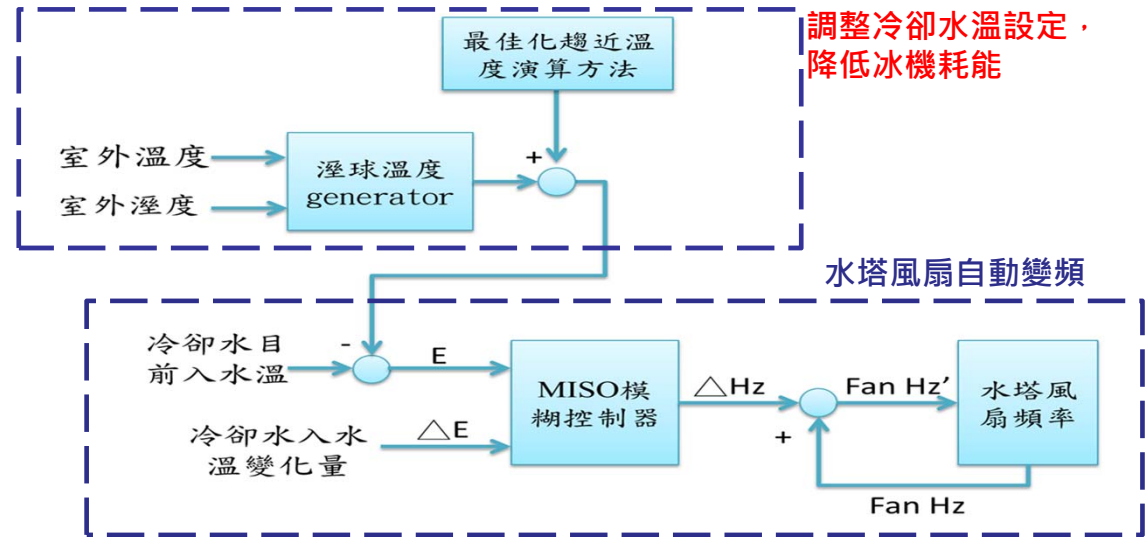 調整冷卻水溫設定，
降低冰機耗能
最佳化趨近溫
度演算方法
室外溫度
室外溼度
溼球溫度
generator
+
水塔風扇自動變頻
冷卻水目
前入水溫
-
E
冷卻水入水
溫變化量
△E
MISO模
糊控制器
△Hz
+
Fan Hz’
水塔風
扇頻率
Fan Hz